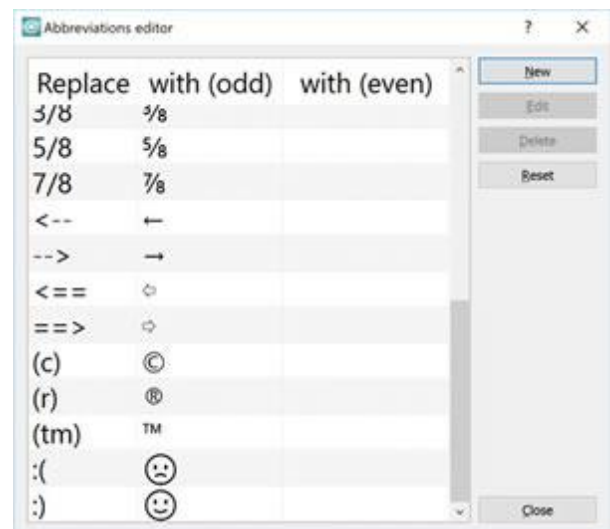 Abbreviations editor ? ×
Replace with (odd) with (even)
3/8 ⅜
5/8 ⅝
7/8 ⅞
<-- ←
--> →
<== ⇦
==> ⇨
(c) ©
(r) ®
(tm) ™
:( ☹
:) ☺
New
Edit
Delete
Reset
Close